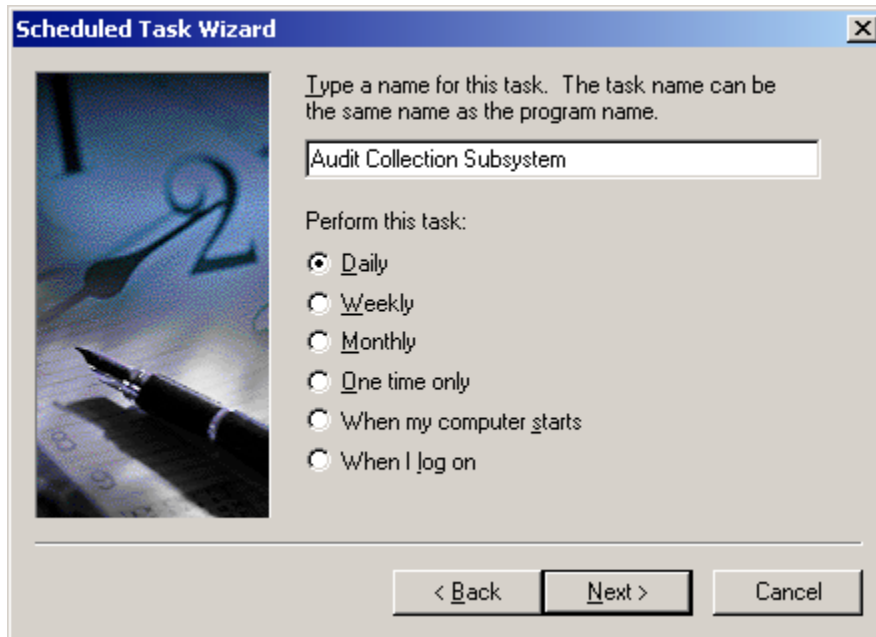 Scheduled Task Wizard
Type a name for this task. The task name can be
the same name as the program name.
Audit Collection Subsystem
Perform this task:
Daily
Weekly
Monthly
One time only
When my computer starts
When I log on
< Back
Next >
Cancel